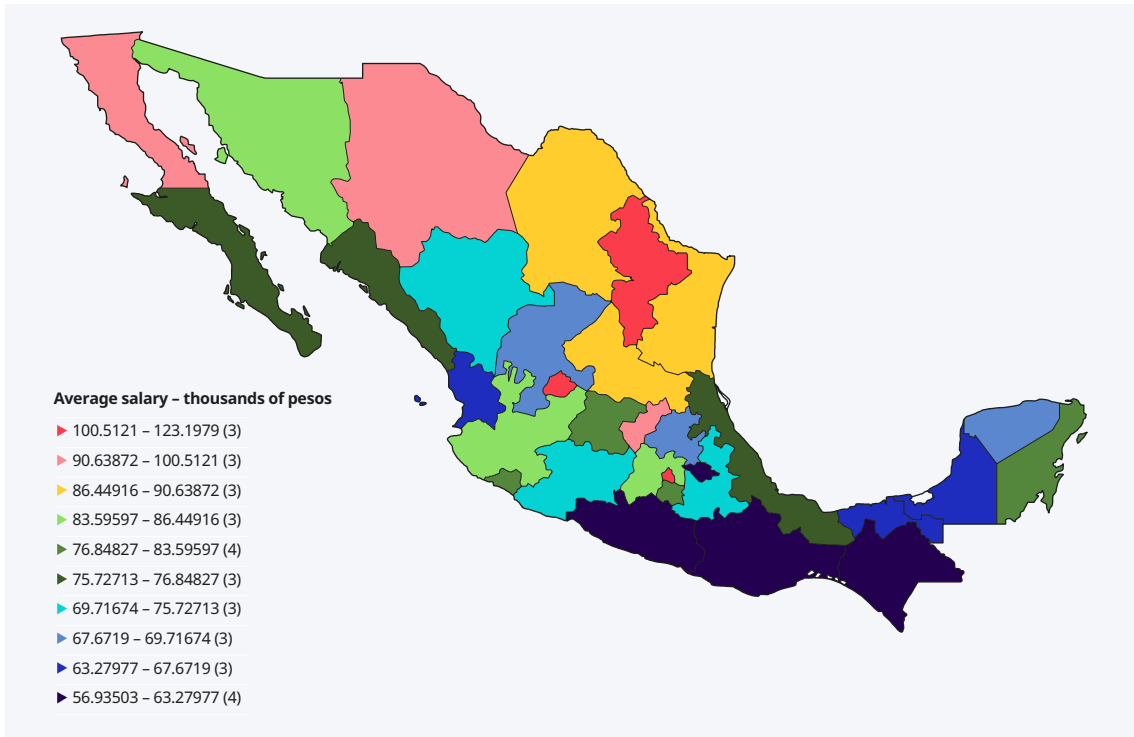 Average salary – thousands of pesos
100.5121 – 123.1979 (3)
90.63872 – 100.5121 (3)
86.44916 – 90.63872 (3)
83.59597 – 86.44916 (3)
76.84827 – 83.59597 (4)
75.72713 – 76.84827 (3)
69.71674 – 75.72713 (3)
67.6719 – 69.71674 (3)
63.27977 – 67.6719 (3)
56.93503 – 63.27977 (4)